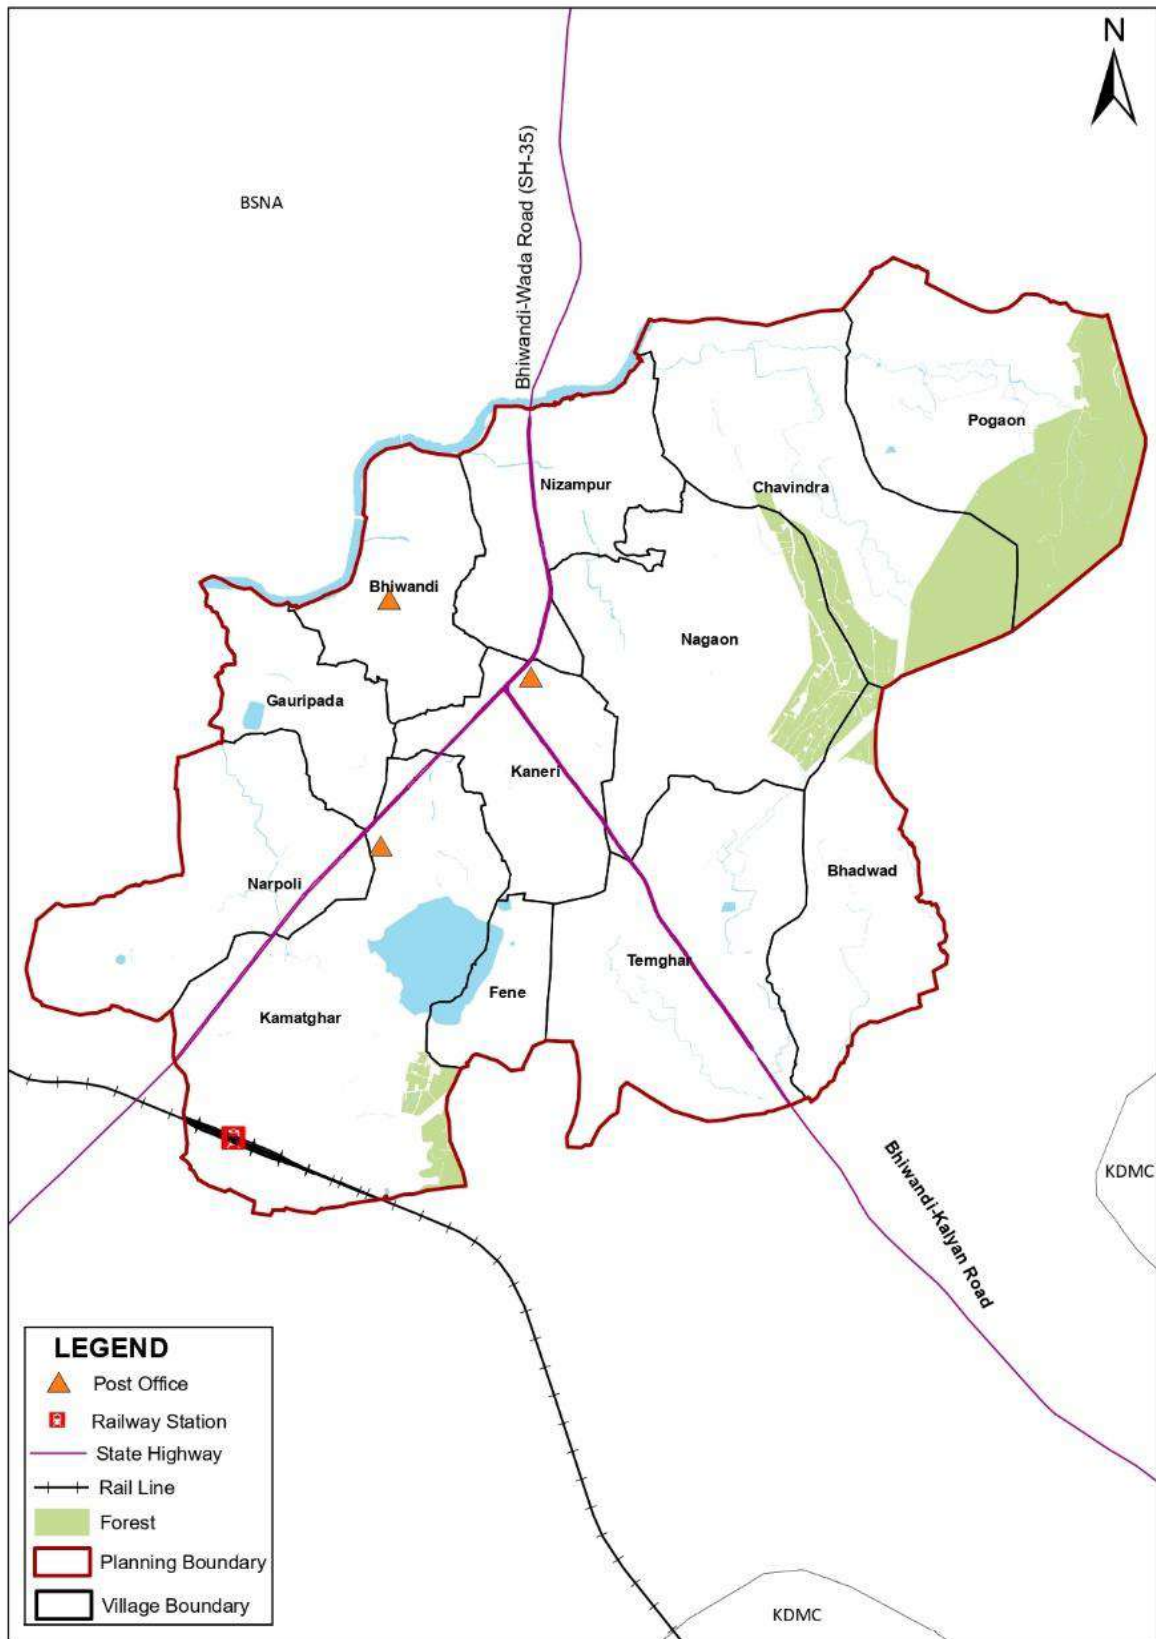 N
Bhiwandi-Wada Road (SH-35)
BSNA
Pogaon
Nizampur
Chavindra
Bhiwandi
Nagaon
Gauripada
Kaneri
Narpoli
Bhadwad
Temghar
Fene
Kamatghar
KDMC
Bhiwandi-Kalyan Road
LEGEND
Post Office
Railway Station
State Highway
Rail Line
Forest
Planning Boundary
Village Boundary
KDMC